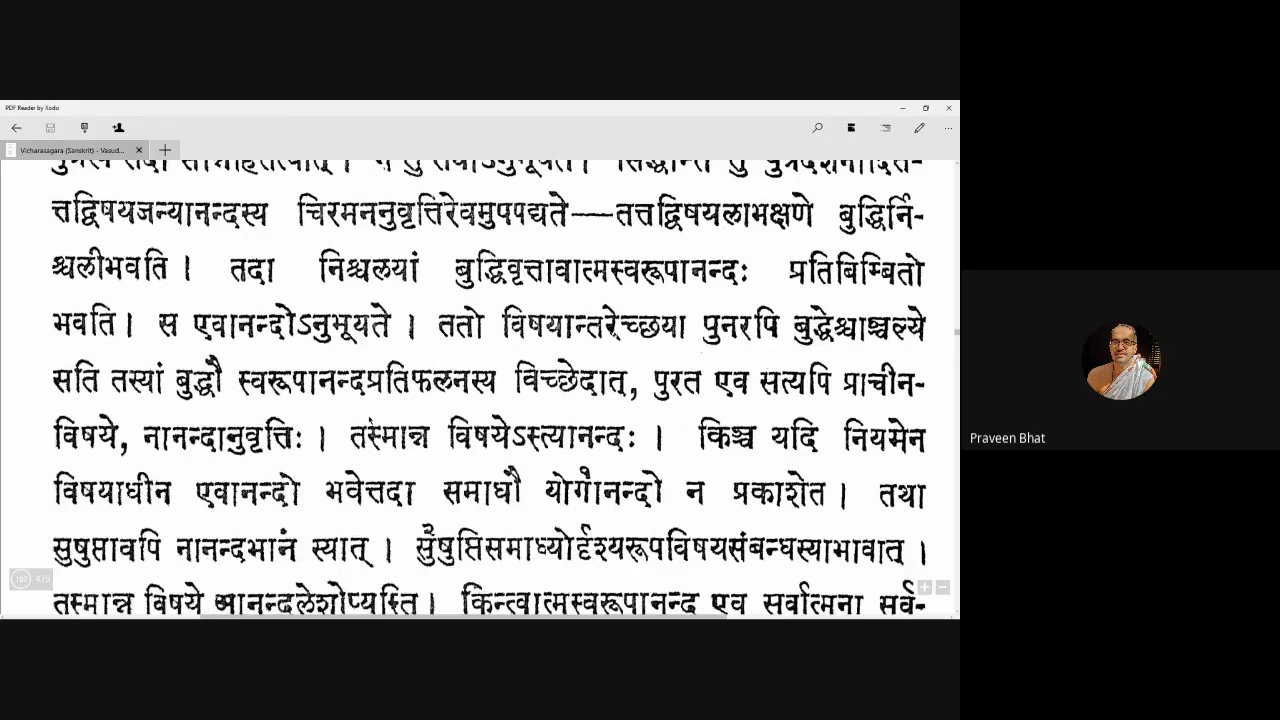 PDF Reader by Xodo
Vicharasagara (Sanskrit) - Vasud...
सिद्धान्ते तु पुत्रदर्शनादित-
त्तद्विषयजन्यानन्दस्य चिरमननुवृत्तिरेवमुपपद्यते—तत्तद्विषयलाभक्षणे बुद्धिर्नि-
श्चलीभवति । तदा निश्चलयां बुद्धिवृत्तावात्मस्वरूपानन्दः प्रतिबिम्बितो
भवति । स एवानन्दोऽनुभूयते । ततो विषयान्तरेच्छया पुनरपि बुद्धेश्चाञ्चल्ये
सति तस्यां बुद्धौ स्वरूपानन्दप्रतिफलनस्य विच्छेदात्, पुरत एव सत्यपि प्राचीन-
विषये, नानन्दानुवृत्तिः । तस्मान्न विषयेऽस्त्यानन्दः । किञ्च यदि नियमेन
विषयाधीन एवानन्दो भवेत्तदा समाधौ योगानन्दो न प्रकाशेत । तथा
सुषुप्तावपि नानन्दभानं स्यात् । सुषुप्तिसमाध्योर्दृश्यरूपविषयसंबन्धस्याभावात् ।
तस्मान्न विषये आनन्दलेशोप्यस्ति । किन्त्वात्मस्वरूपानन्द एव सर्वात्मना सर्व-
Praveen Bhat